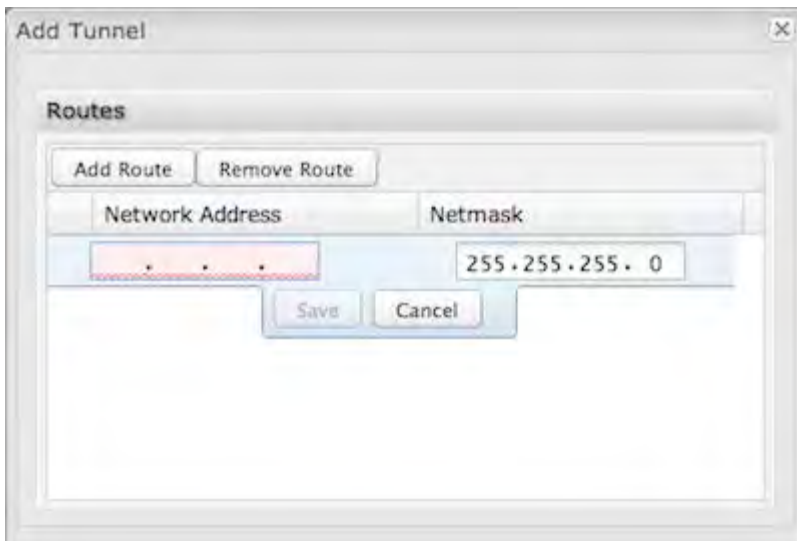 Add Tunnel
Routes
Add Route Remove Route
Network Address Netmask
. . . 255.255.255. 0
Save Cancel